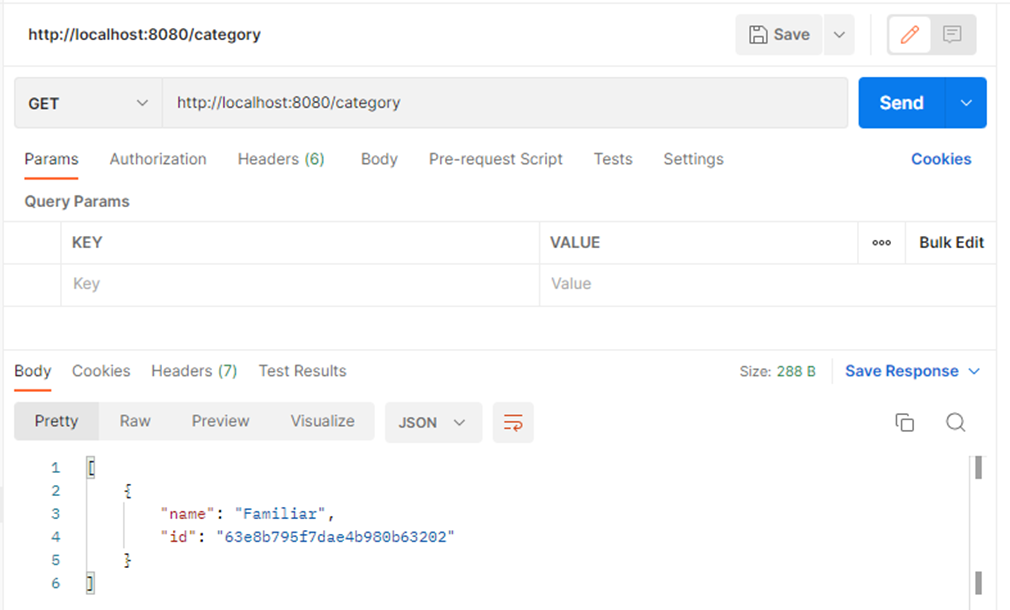 http://localhost:8080/category Save
GET http://localhost:8080/category Send
Params Authorization Headers (6) Body Pre-request Script Tests Settings Cookies
Query Params
KEY VALUE ooo Bulk Edit
Key Value
Body Cookies Headers (7) Test Results Size: 288 B Save Response
Pretty Raw Preview Visualize JSON
1 [
2 {
3 "name": "Familiar",
4 "id": "63e8b795f7dae4b980b63202"
5 }
6 ]